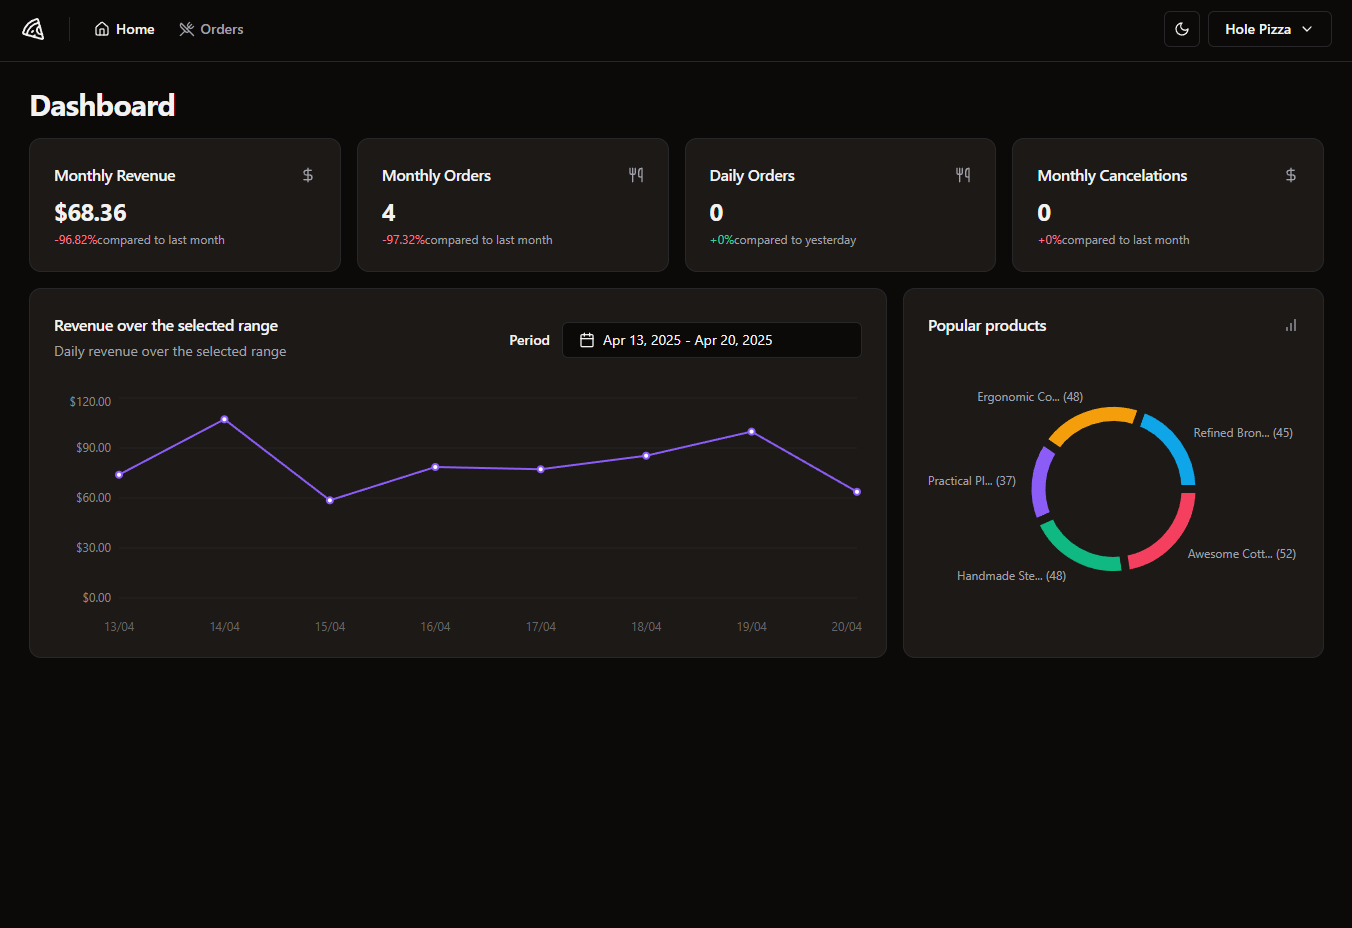 Home Orders Hole Pizza
Dashboard
Monthly Revenue
$68.36
-96.82%compared to last month
Monthly Orders
4
-97.32%compared to last month
Daily Orders
0
+0%compared to yesterday
Monthly Cancelations
0
+0%compared to last month
Revenue over the selected range
Daily revenue over the selected range
Period Apr 13, 2025 - Apr 20, 2025
$120.00
$90.00
$60.00
$30.00
$0.00
13/04 14/04 15/04 16/04 17/04 18/04 19/04 20/04
Popular products
Ergonomic Co... (48)
Refined Bron... (45)
Practical Pl... (37)
Awesome Cott... (52)
Handmade Ste... (48)